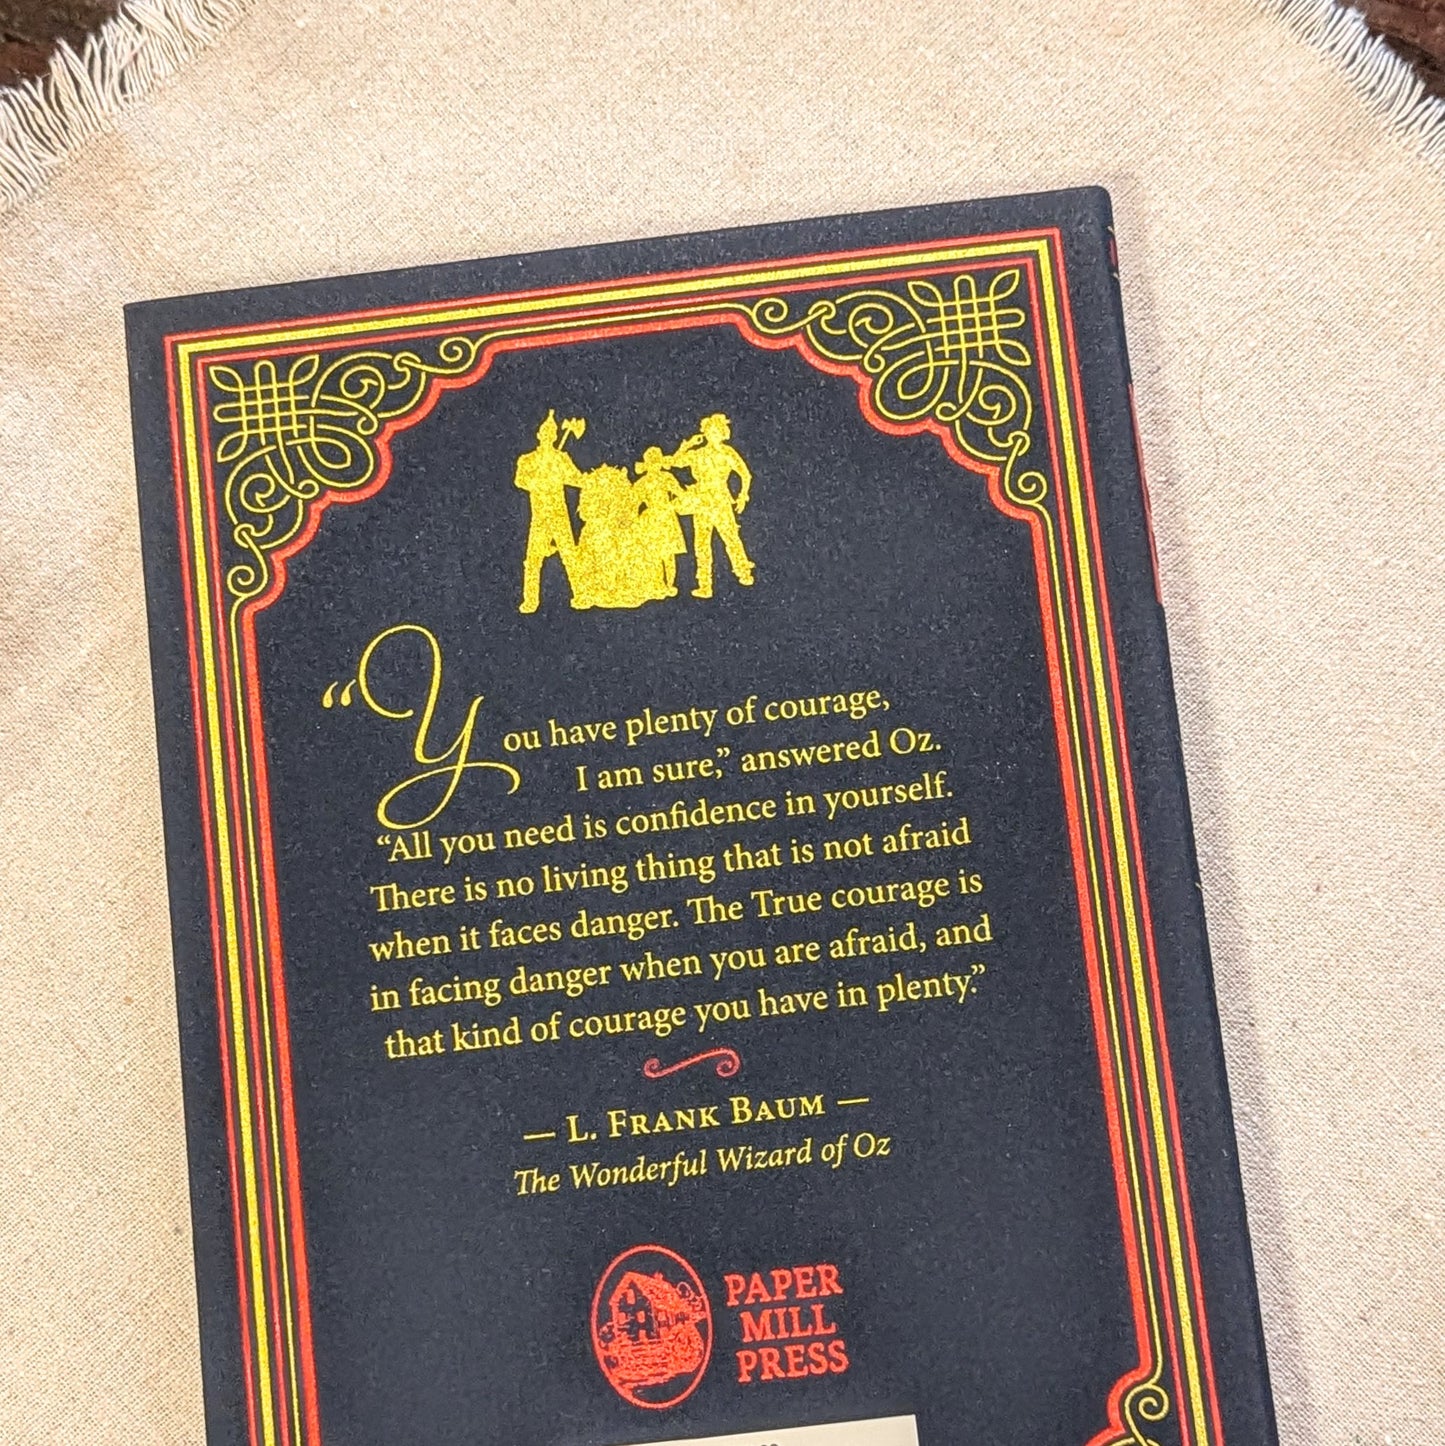 “You have plenty of courage,
I am sure,” answered Oz.
“All you need is confidence in yourself.
There is no living thing that is not afraid
when it faces danger. The True courage is
in facing danger when you are afraid, and
that kind of courage you have in plenty.”
— L. Frank Baum —
The Wonderful Wizard of Oz
PAPER
MILL
PRESS